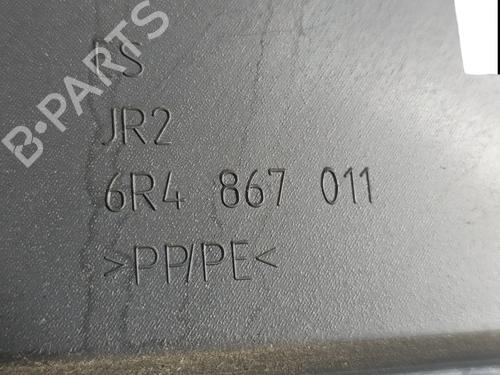 JR2
6R4 867 011
>PP/PE<
B-PARTS